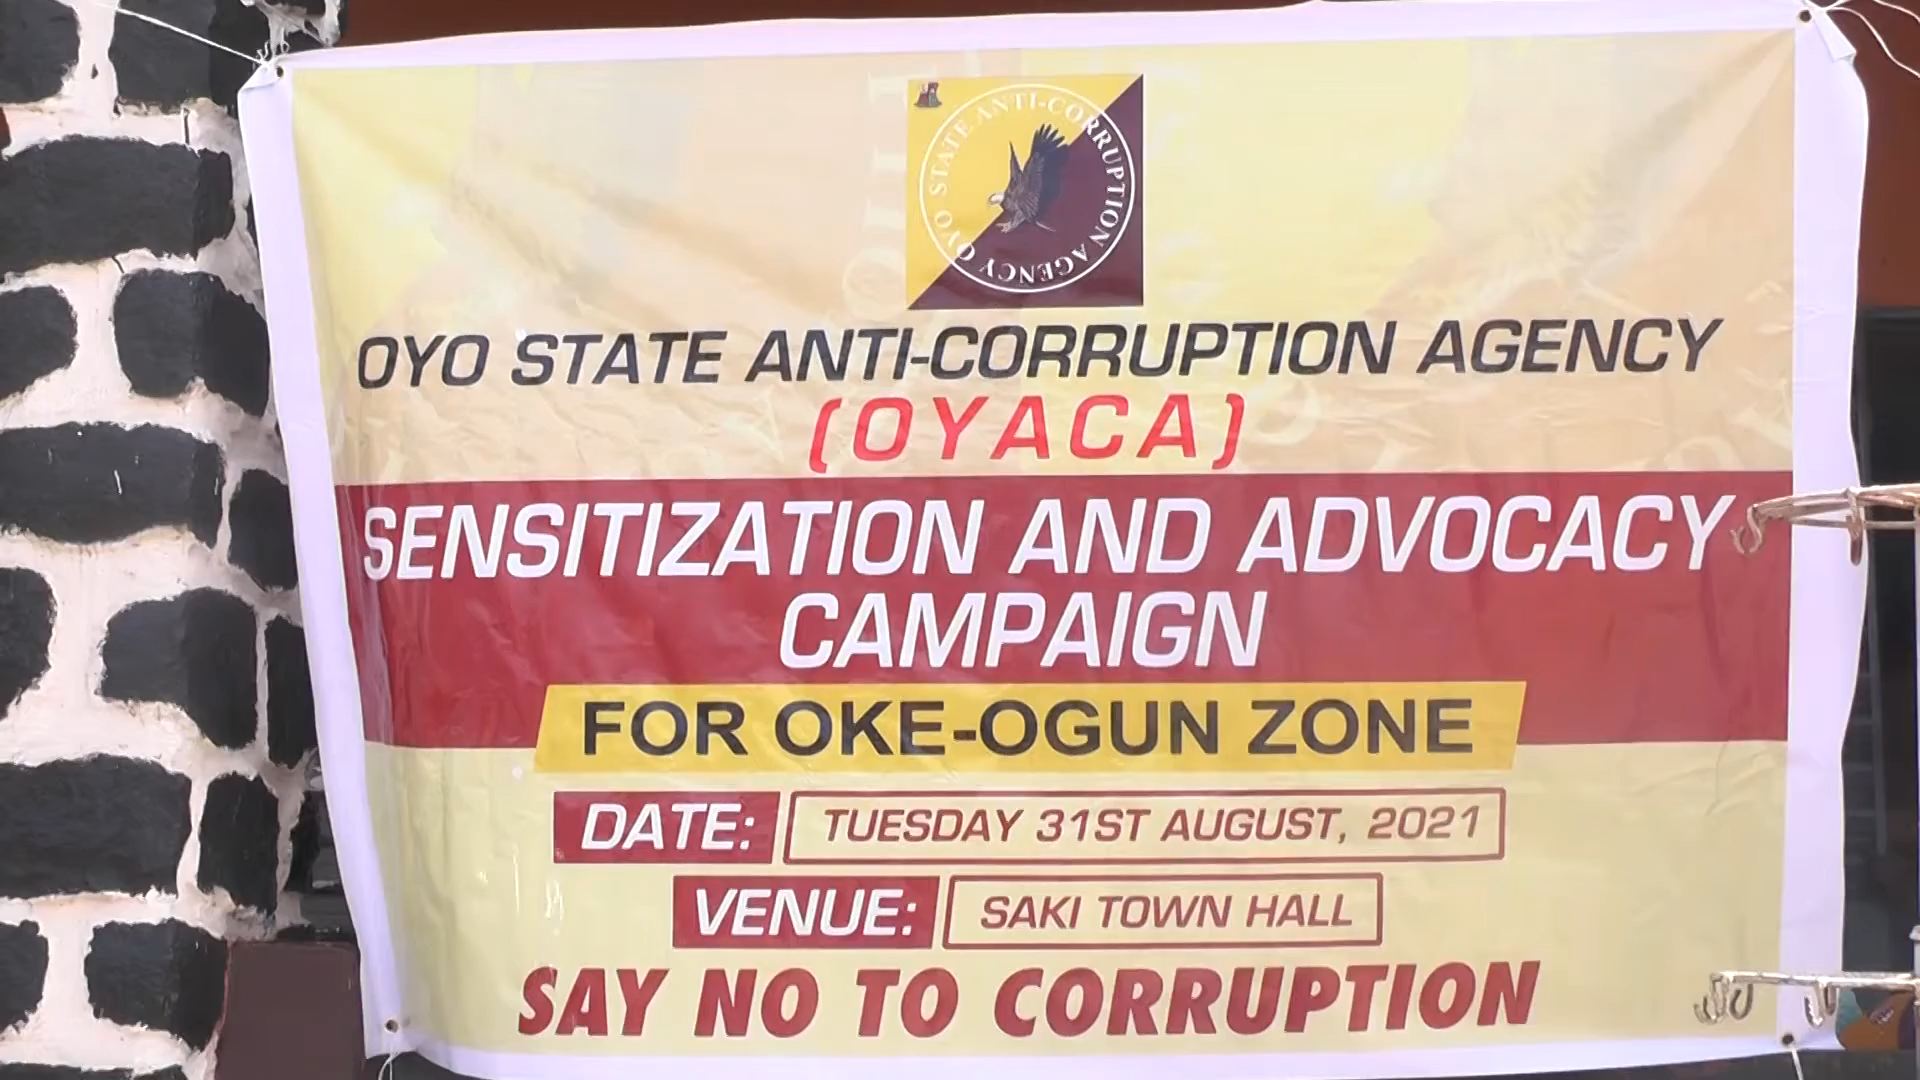 OYO STATE ANTI-CORRUPTION AGENCY
OYO STATE ANTI-CORRUPTION AGENCY
(OYACA)
SENSITIZATION AND ADVOCACY
CAMPAIGN
FOR OKE-OGUN ZONE
DATE: TUESDAY 31ST AUGUST, 2021
VENUE: SAKI TOWN HALL
SAY NO TO CORRUPTION